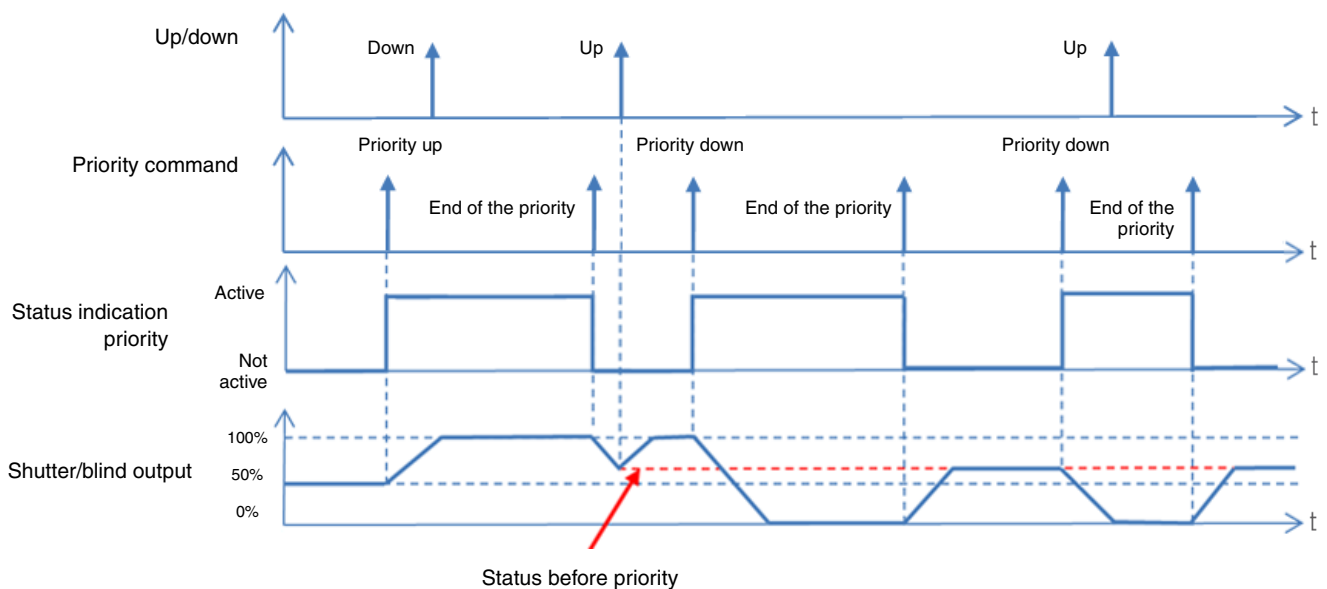 Up/down
Down
Up
Up
t
Priority command
Priority up
Priority down
Priority down
End of the priority
End of the priority
End of the
priority
t
Status indication
priority
Active
Not
active
t
Shutter/blind output
100%
50%
0%
t
Status before priority